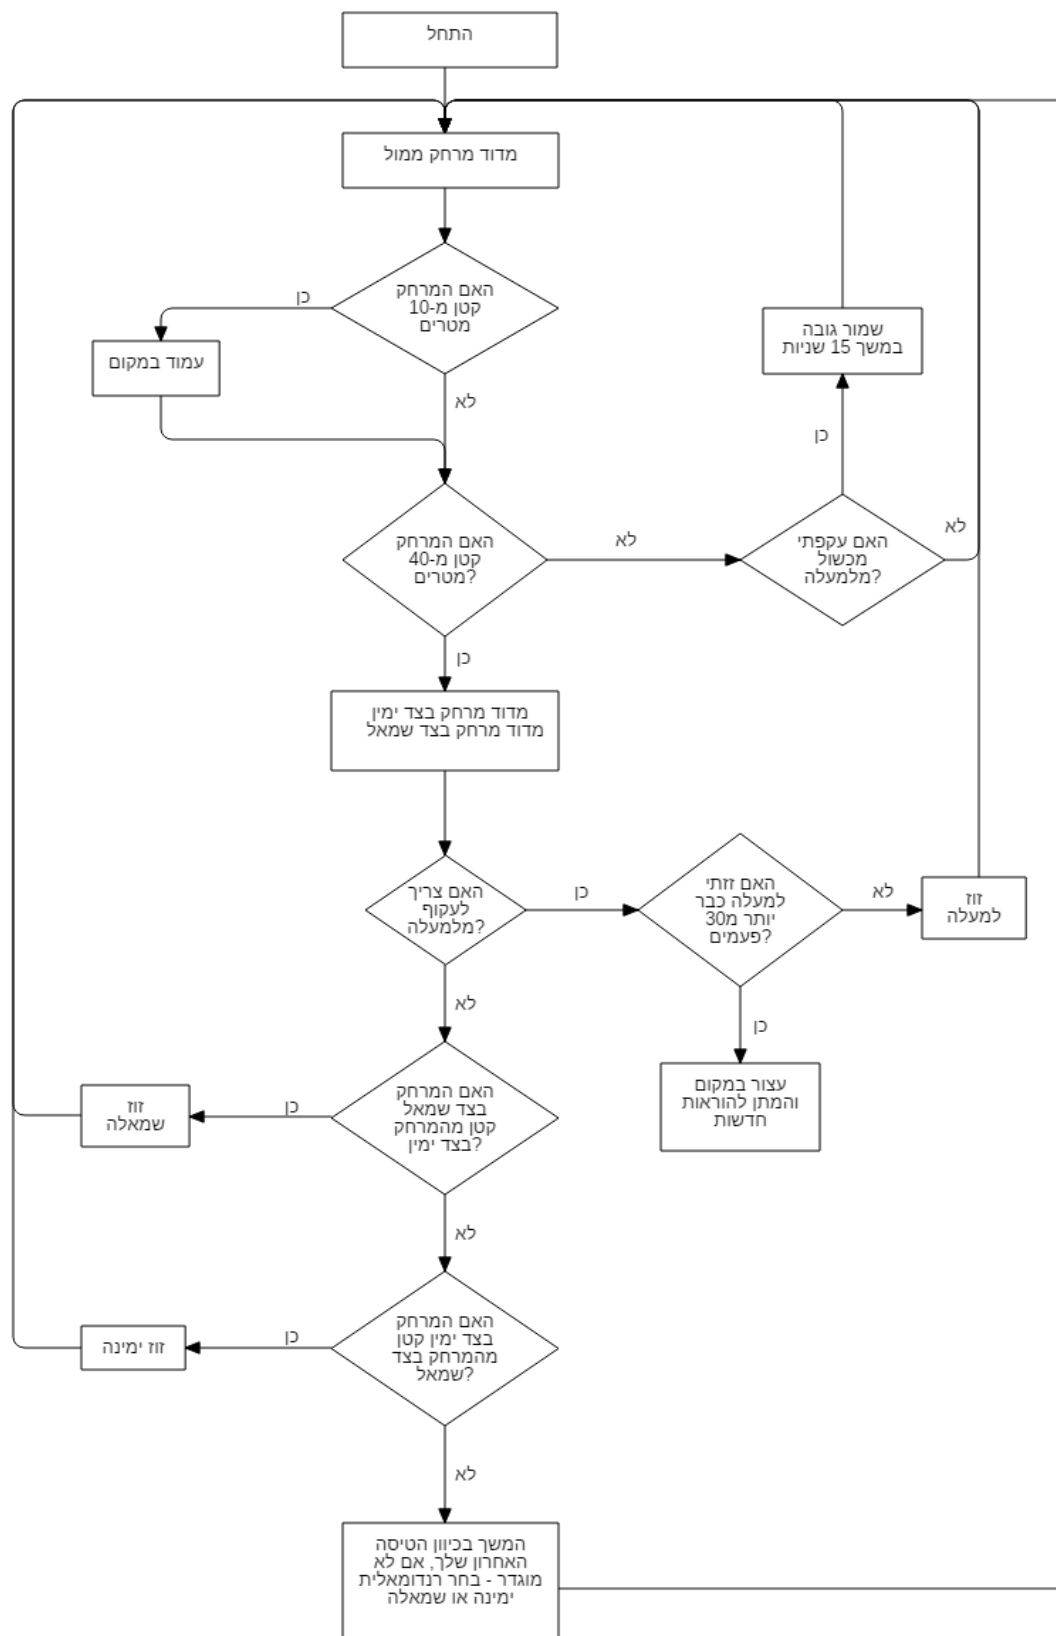 התחל
מדוד מרחק ממול
האם המרחק
קטן מ-10
מטרים
כן
עמוד במקום
לא
שמור גובה
במשך 15 שניות
כן
האם המרחק
קטן מ-40
מטרים?
לא
האם עקפתי
מכשול
מלמעלה?
לא
כן
מדוד מרחק בצד ימין
מדוד מרחק בצד שמאל
האם צריך
לעקוף
מלמעלה?
כן
האם זזתי
למעלה כבר
יותר מ30
פעמים?
לא
זוז
למעלה
כן
עצור במקום
והמתן להוראות
חדשות
לא
האם המרחק
בצד שמאל
קטן מהמרחק
בצד ימין?
כן
זוז
שמאלה
לא
האם המרחק
בצד ימין קטן
מהמרחק בצד
שמאל?
כן
זוז ימינה
לא
המשך בכיוון הטיסה
האחרון שלך, אם לא
מוגדר - בחר רנדומאלית
ימינה או שמאלה